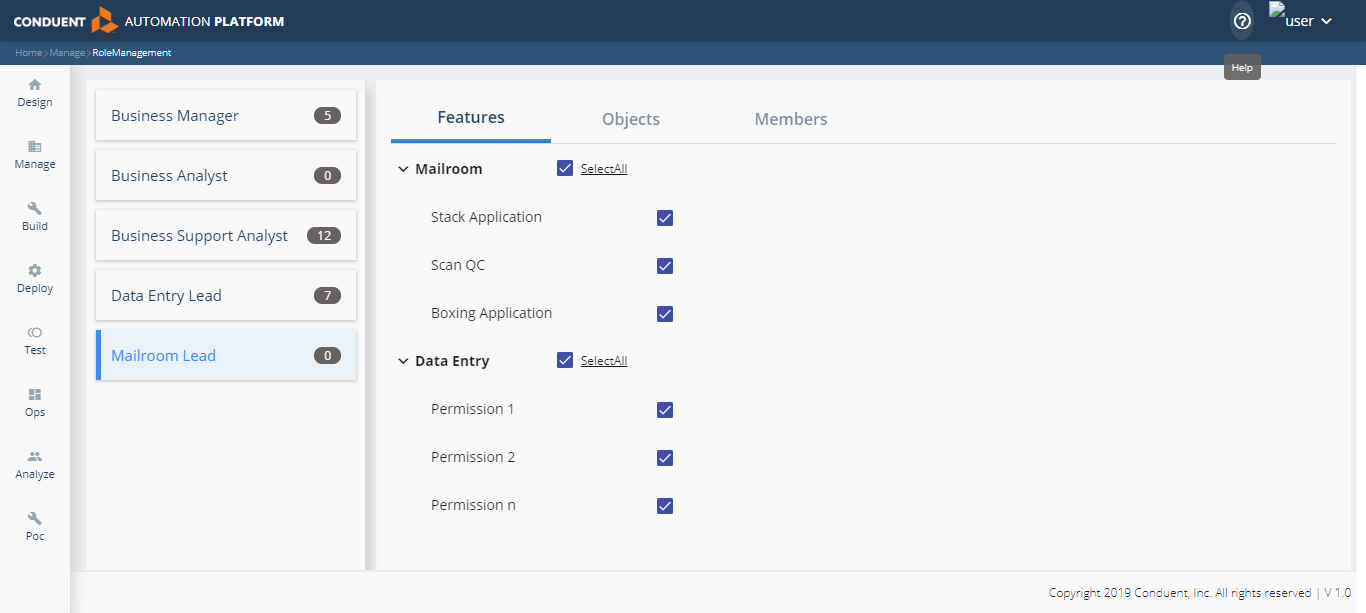 CONDUENT AUTOMATION PLATFORM
user
Home>Manage>RoleManagement
Help
Design
Manage
Build
Deploy
Test
Ops
Analyze
Poc
Business Manager 5
Business Analyst 0
Business Support Analyst 12
Data Entry Lead 7
Mailroom Lead 0
Features Objects Members
Mailroom SelectAll
Stack Application
Scan QC
Boxing Application
Data Entry SelectAll
Permission 1
Permission 2
Permission n
Copyright 2019 Conduent, Inc. All rights reserved | V 1.0